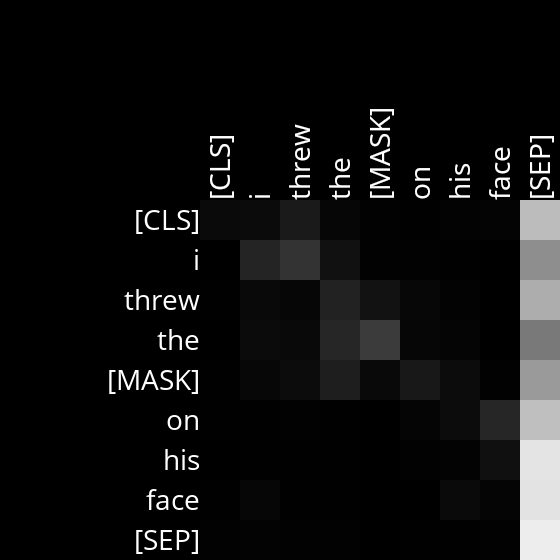 [CLS] i threw the [MASK] on his face [SEP]
[CLS]
i
threw
the
[MASK]
on
his
face
[SEP]